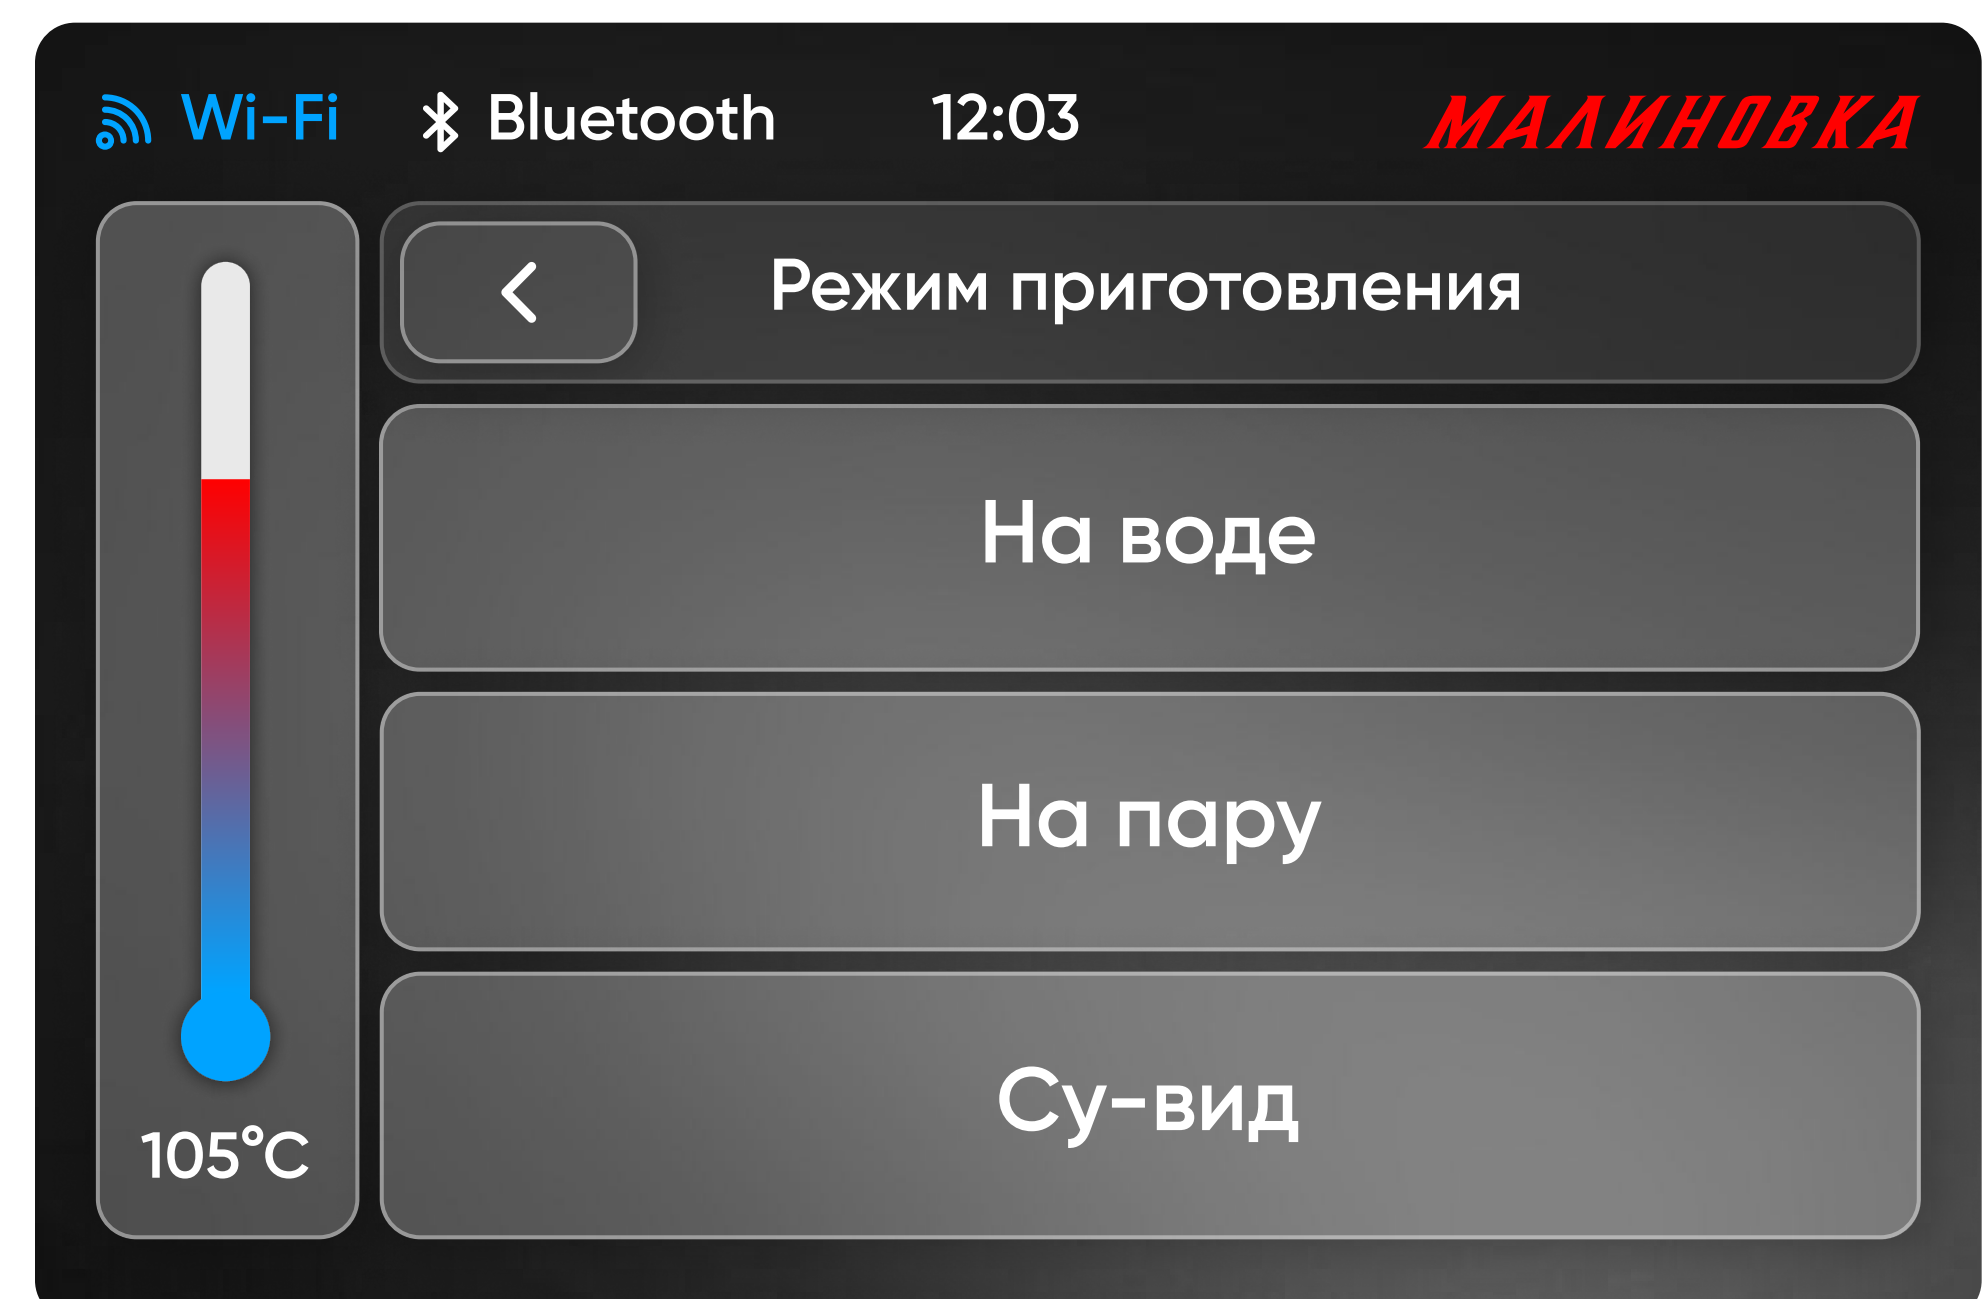 Wi-Fi Bluetooth 12:03 МАЛИНОВКА
Режим приготовления
На воде
На пару
Су-вид
105°C